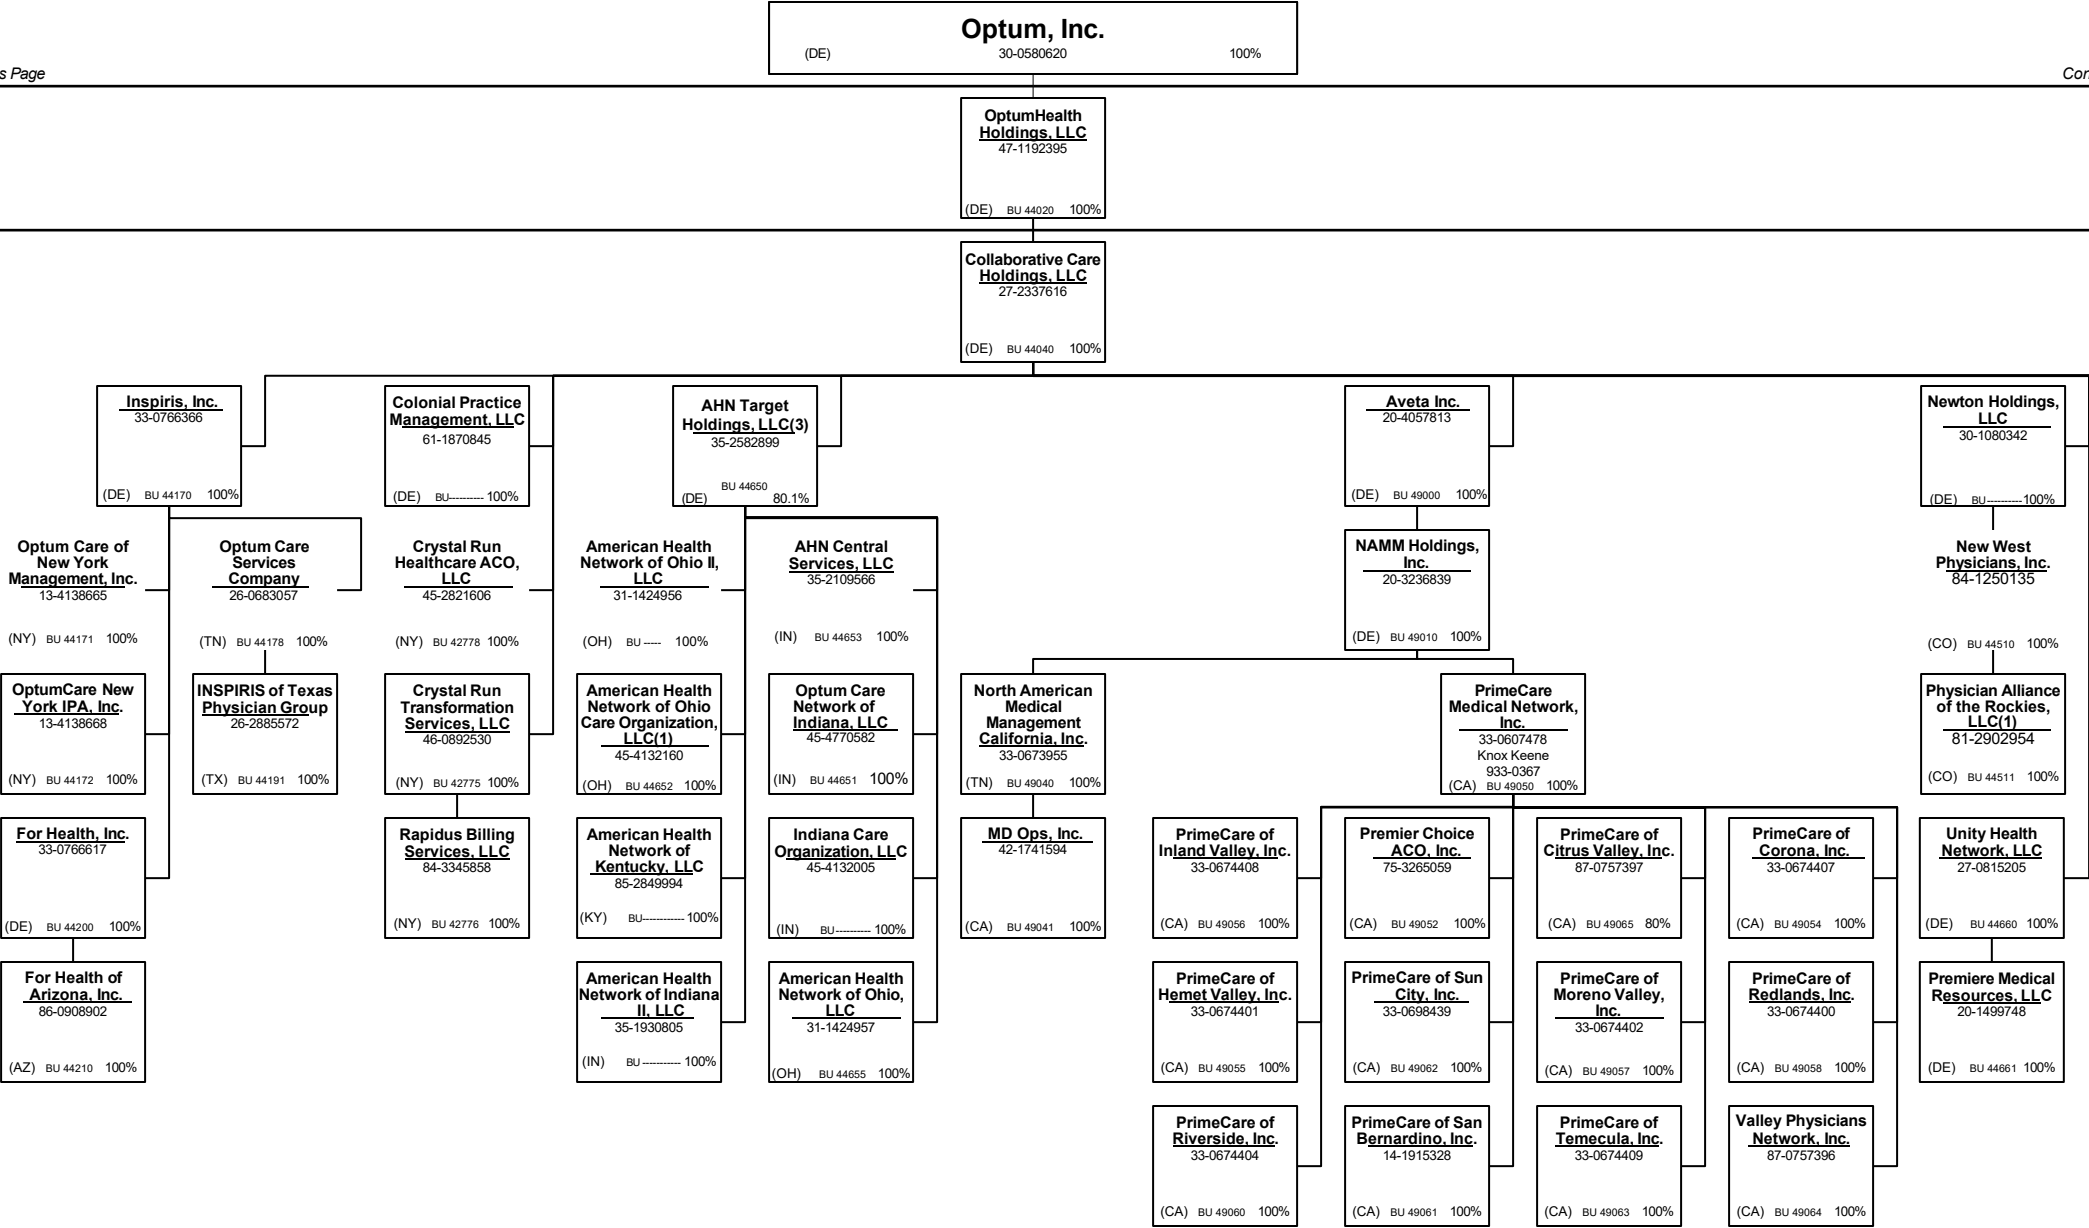 Optum, Inc.
(DE) 30-0580620 100%
s Page
Con
OptumHealth
Holdings, LLC
47-1192395
(DE) BU 44020 100%
Collaborative Care
Holdings, LLC
27-2337616
(DE) BU 44040 100%
Inspiris, Inc.
33-0766366
(DE) BU 44170 100%
Colonial Practice
Management, LLC
61-1870845
(DE) BU---------- 100%
AHN Target
Holdings, LLC(3)
35-2582899
BU 44650
(DE) 80.1%
Aveta Inc.
20-4057813
(DE) BU 49000 100%
Newton Holdings,
LLC
30-1080342
(DE) BU----------100%
Optum Care of
New York
Management, Inc.
13-4138665
(NY) BU 44171 100%
Optum Care
Services
Company
26-0683057
(TN) BU 44178 100%
Crystal Run
Healthcare ACO,
LLC
45-2821606
(NY) BU 42778 100%
American Health
Network of Ohio II,
LLC
31-1424956
(OH) BU ----- 100%
AHN Central
Services, LLC
35-2109566
(IN) BU 44653 100%
NAMM Holdings,
Inc.
20-3236839
(DE) BU 49010 100%
New West
Physicians, Inc.
84-1250135
(CO) BU 44510 100%
OptumCare New
York IPA, Inc.
13-4138668
(NY) BU 44172 100%
INSPIRIS of Texas
Physician Group
26-2885572
(TX) BU 44191 100%
Crystal Run
Transformation
Services, LLC
46-0892530
(NY) BU 42775 100%
American Health
Network of Ohio
Care Organization,
LLC(1)
45-4132160
(OH) BU 44652 100%
Optum Care
Network of
Indiana, LLC
45-4770582
(IN) BU 44651 100%
North American
Medical
Management
California, Inc.
33-0673955
(TN) BU 49040 100%
PrimeCare
Medical Network,
Inc.
33-0607478
Knox Keene
933-0367
(CA) BU 49050 100%
Physician Alliance
of the Rockies,
LLC(1)
81-2902954
(CO) BU 44511 100%
For Health, Inc.
33-0766617
(DE) BU 44200 100%
Rapidus Billing
Services, LLC
84-3345858
(NY) BU 42776 100%
American Health
Network of
Kentucky, LLC
85-2849994
(KY) BU------------ 100%
Indiana Care
Organization, LLC
45-4132005
(IN) BU---------- 100%
MD Ops, Inc.
42-1741594
(CA) BU 49041 100%
PrimeCare of
Inland Valley, Inc.
33-0674408
(CA) BU 49056 100%
Premier Choice
ACO, Inc.
75-3265059
(CA) BU 49052 100%
PrimeCare of
Citrus Valley, Inc.
87-0757397
(CA) BU 49065 80%
PrimeCare of
Corona, Inc.
33-0674407
(CA) BU 49054 100%
Unity Health
Network, LLC
27-0815205
(DE) BU 44660 100%
For Health of
Arizona, Inc.
86-0908902
(AZ) BU 44210 100%
American Health
Network of Indiana
II, LLC
35-1930805
(IN) BU ----------- 100%
American Health
Network of Ohio,
LLC
31-1424957
(OH) BU 44655 100%
PrimeCare of
Hemet Valley, Inc.
33-0674401
(CA) BU 49055 100%
PrimeCare of Sun
City, Inc.
33-0698439
(CA) BU 49062 100%
PrimeCare of
Moreno Valley,
Inc.
33-0674402
(CA) BU 49057 100%
PrimeCare of
Redlands, Inc.
33-0674400
(CA) BU 49058 100%
Premiere Medical
Resources, LLC
20-1499748
(DE) BU 44661 100%
PrimeCare of
Riverside, Inc.
33-0674404
(CA) BU 49060 100%
PrimeCare of San
Bernardino, Inc.
14-1915328
(CA) BU 49061 100%
PrimeCare of
Temecula, Inc.
33-0674409
(CA) BU 49063 100%
Valley Physicians
Network, Inc.
87-0757396
(CA) BU 49064 100%